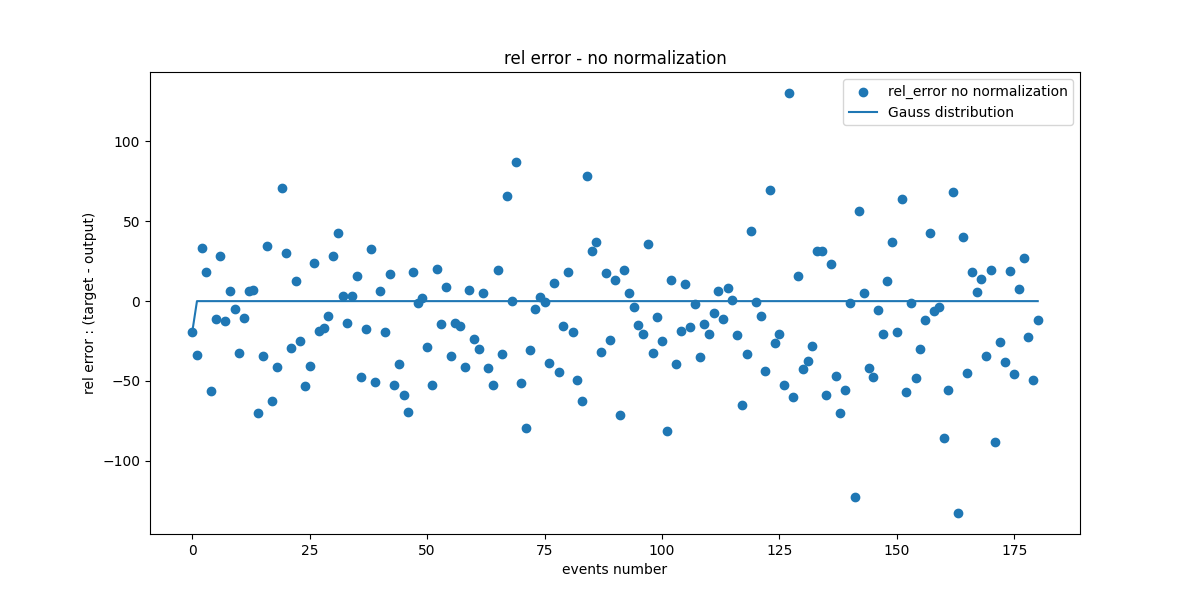 rel error - no normalization
rel_error no normalization
Gauss distribution
100
50
0
−50
−100
rel error : (target - output)
0 25 50 75 100 125 150 175
events number